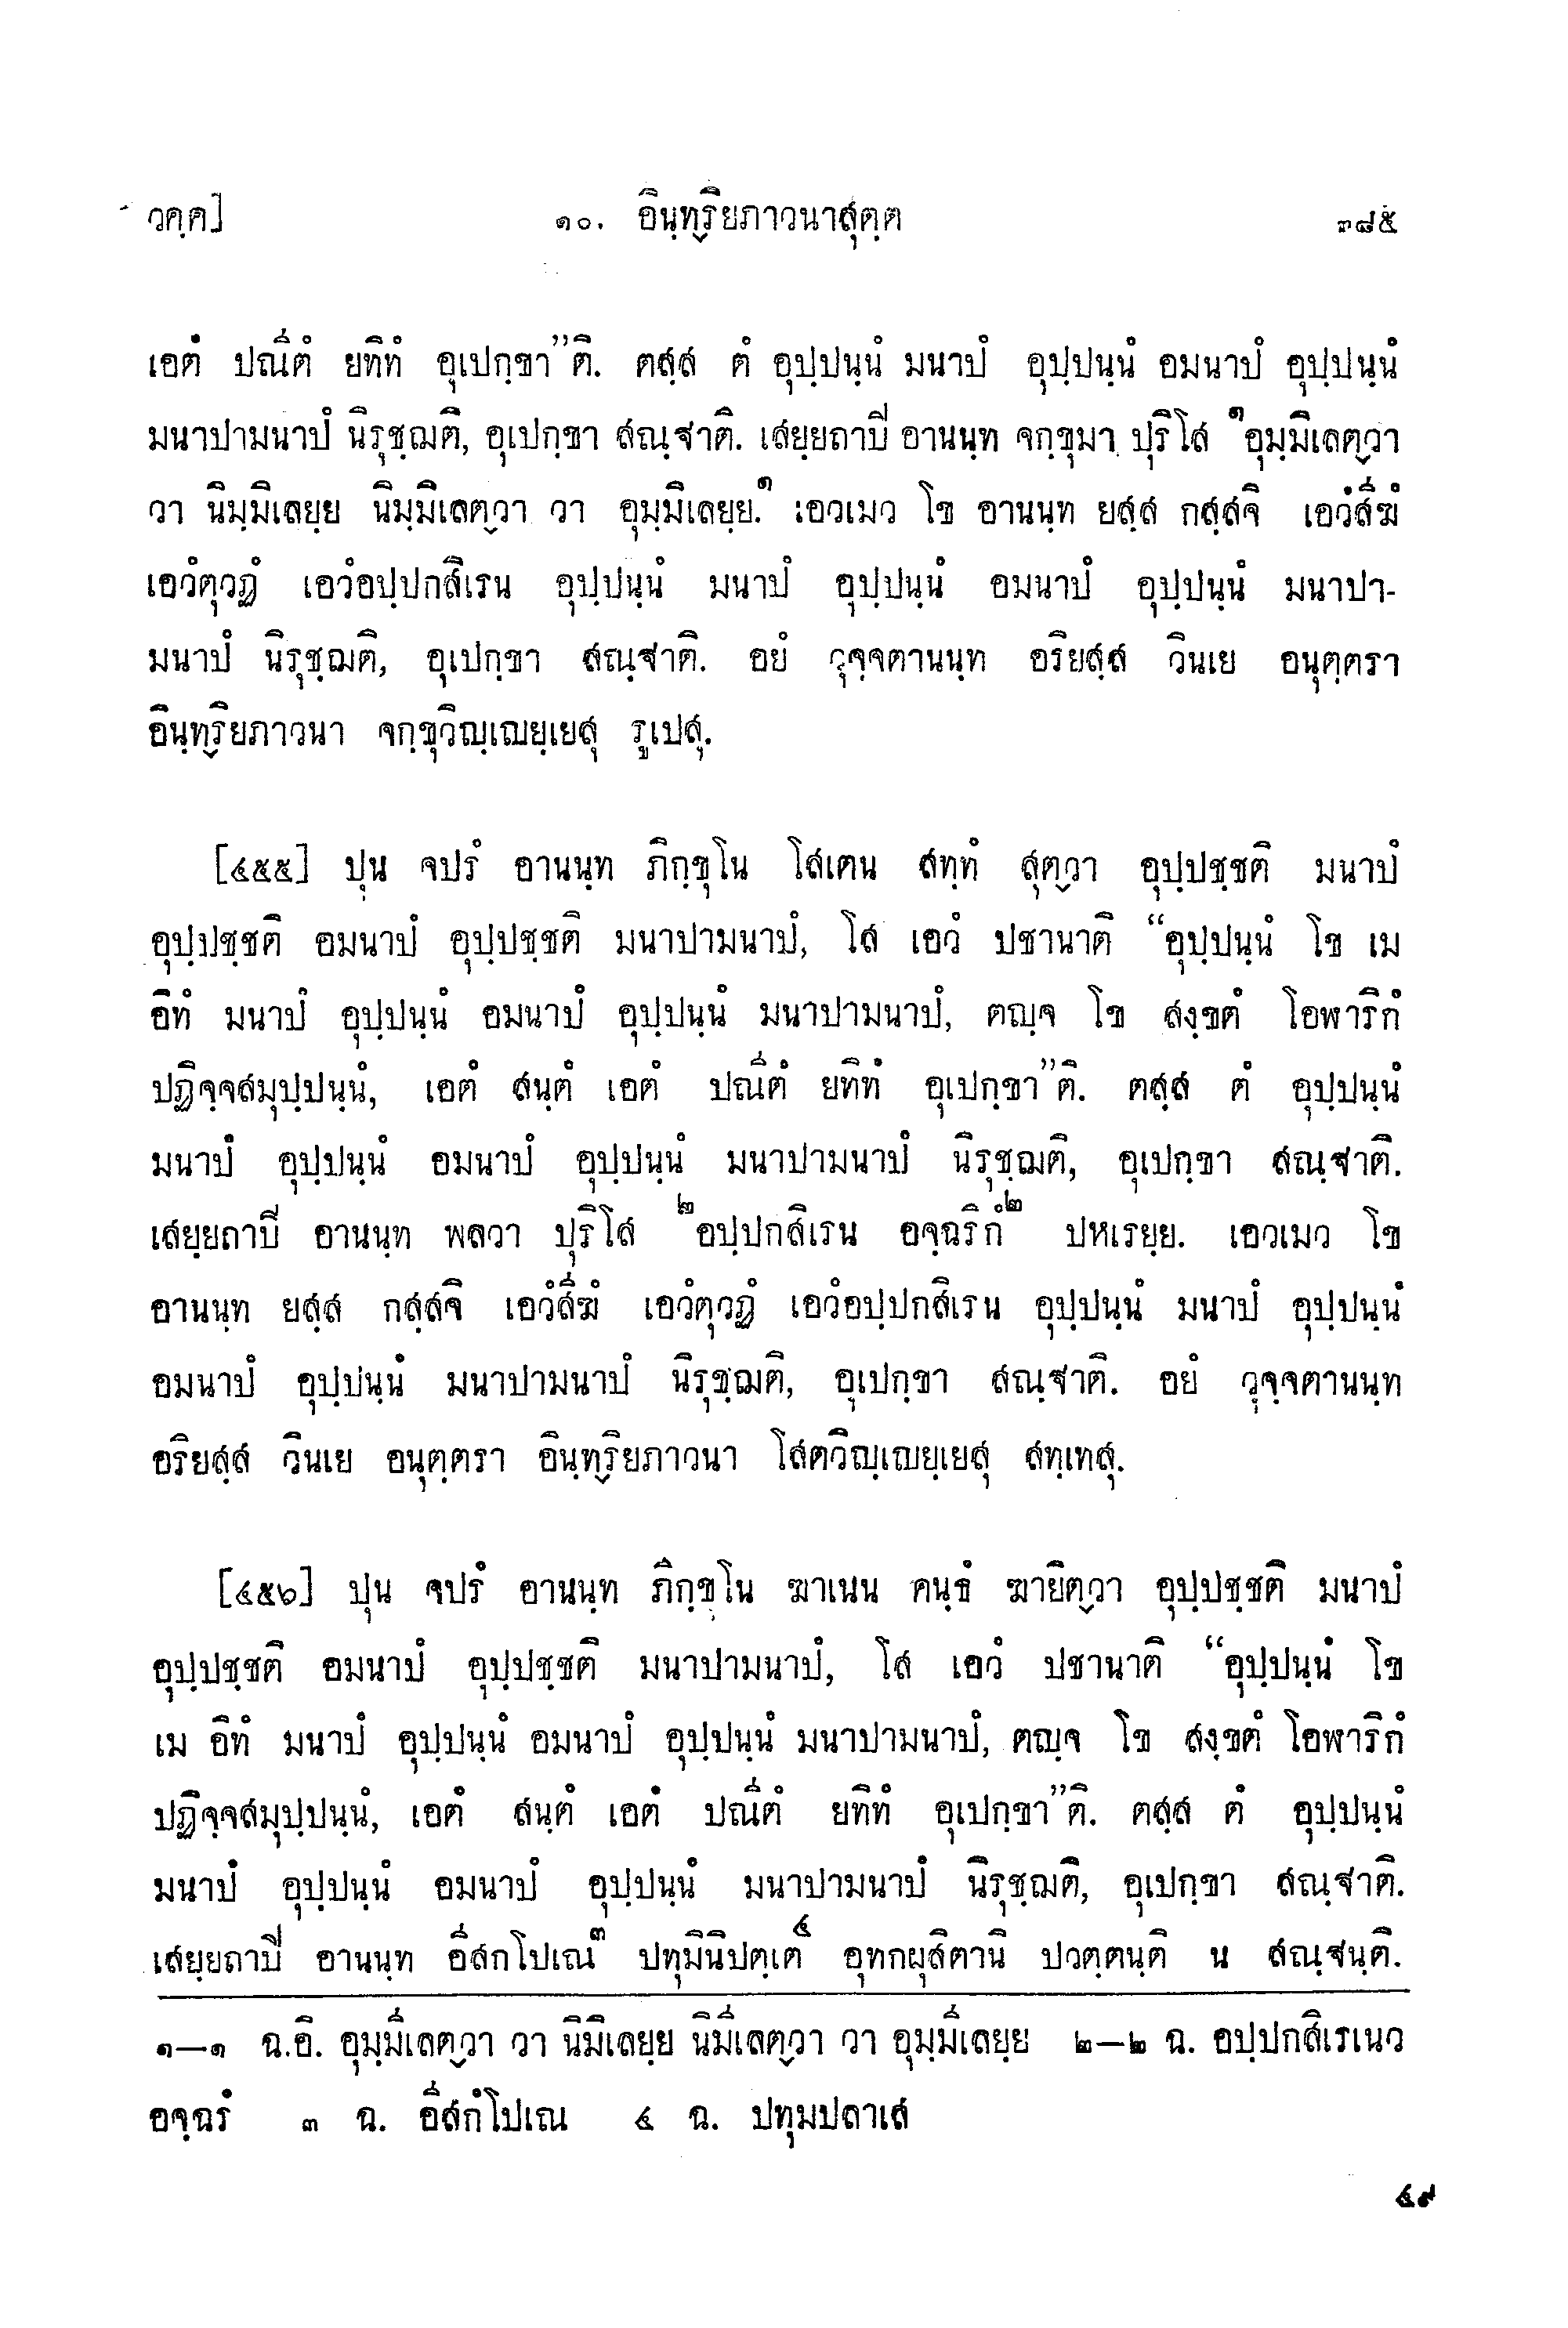 วคฺค]	๑๐. อินฺทฺริยภาวนาสุตฺต	๓๘๕
เอตํ ปณีตํ ยทิทํ อุเปกฺขา”ติ. ตสฺส ตํ อุปฺปนฺนํ มนาปํ อุปฺปนฺนํ อมนาปํ อุปฺปนฺนํ
มนาปามนาปํ นิรุชฺฌติ, อุเปกฺขา สณฺฐาติ. เสยฺยถาปิ อานนฺท จกฺขุมา ปุริโส ๑อุมฺมิเลตฺวา
วา นิมฺมิเลยฺย นิมฺมิเลตฺวา วา อุมฺมิเลยฺย.๑ เอวเมว โข อานนฺท ยสฺส กสฺสจิ เอวํสีฆํ
เอวํตุวฏํ เอวํอปฺปกสิเรน อุปฺปนฺนํ มนาปํ อุปฺปนฺนํ อมนาปํ อุปฺปนฺนํ มนาปา-
มนาปํ นิรุชฺฌติ, อุเปกฺขา สณฺฐาติ. อยํ วุจฺจตานนฺท อริยสฺส วินเย อนุตฺตรา
อินฺทฺริยภาวนา จกฺขุวิญฺเญยฺเยสุ รูเปสุ.
[๔๕๕] ปุน จปรํ อานนฺท ภิกฺขุโน โสเตน สทฺทํ สุตฺวา อุปฺปชฺชติ มนาปํ
อุปฺปชฺชติ อมนาปํ อุปฺปชฺชติ มนาปามนาปํ, โส เอวํ ปชานาติ “อุปฺปนฺนํ โข เม
อิทํ มนาปํ อุปฺปนฺนํ อมนาปํ อุปฺปนฺนํ มนาปามนาปํ, ตญฺจ โข สงฺขตํ โอฬาริกํ
ปฏิจฺจสมุปฺปนฺนํ, เอตํ สนฺตํ เอตํ ปณีตํ ยทิทํ อุเปกฺขา”ติ. ตสฺส ตํ อุปฺปนฺนํ
มนาปํ อุปฺปนฺนํ อมนาปํ อุปฺปนฺนํ มนาปามนาปํ นิรุชฺฌติ, อุเปกฺขา สณฺฐาติ.
เสยฺยถาปิ อานนฺท พลวา ปุริโส ๒อปฺปกสิเรน อจฺฉริกํ๒ ปหเรยฺย. เอวเมว โข
อานนฺท ยสฺส กสฺสจิ เอวํสีฆํ เอวํตุวฏํ เอวํอปฺปกสิเรน อุปฺปนฺนํ มนาปํ อุปฺปนฺนํ
อมนาปํ อุปฺปนฺนํ มนาปามนาปํ นิรุชฺฌติ, อุเปกฺขา สณฺฐาติ. อยํ วุจฺจตานนฺท
อริยสฺส วินเย อนุตฺตรา อินฺทฺริยภาวนา โสตวิญฺเญยฺเยสุ สทฺเทสุ.
[๔๕๖] ปุน จปรํ อานนฺท ภิกฺขุโน ฆาเนน คนฺธํ ฆายิตฺวา อุปฺปชฺชติ มนาปํ
อุปฺปชฺชติ อมนาปํ อุปฺปชฺชติ มนาปามนาปํ, โส เอวํ ปชานาติ “อุปฺปนฺนํ โข
เม อิทํ มนาปํ อุปฺปนฺนํ อมนาปํ อุปฺปนฺนํ มนาปามนาปํ, ตญฺจ โข สงฺขตํ โอฬาริกํ
ปฏิจฺจสมุปฺปนฺนํ, เอตํ สนฺตํ เอตํ ปณีตํ ยทิทํ อุเปกฺขา”ติ. ตสฺส ตํ อุปฺปนฺนํ
มนาปํ อุปฺปนฺนํ อมนาปํ อุปฺปนฺนํ มนาปามนาปํ นิรุชฺฌติ, อุเปกฺขา สณฺฐาติ.
เสยฺยถาปิ อานนฺท อีสกโปเณ๓ ปทุมินิปตฺเต๔ อุทกผุสิตานิ ปวตฺตนฺติ น สณฺฐนฺติ.
๑—๑ ฉ.อิ. อุมฺมีเลตฺวา วา นิมีเลยฺย นิมีเลตฺวา วา อุมฺมีเลยฺย ๒—๒ ฉ. อปฺปกสิเรเนว
อจฺฉรํ ๓ ฉ. อีสกํโปเณ ๔ ฉ. ปทุมปลาเส
๔๙